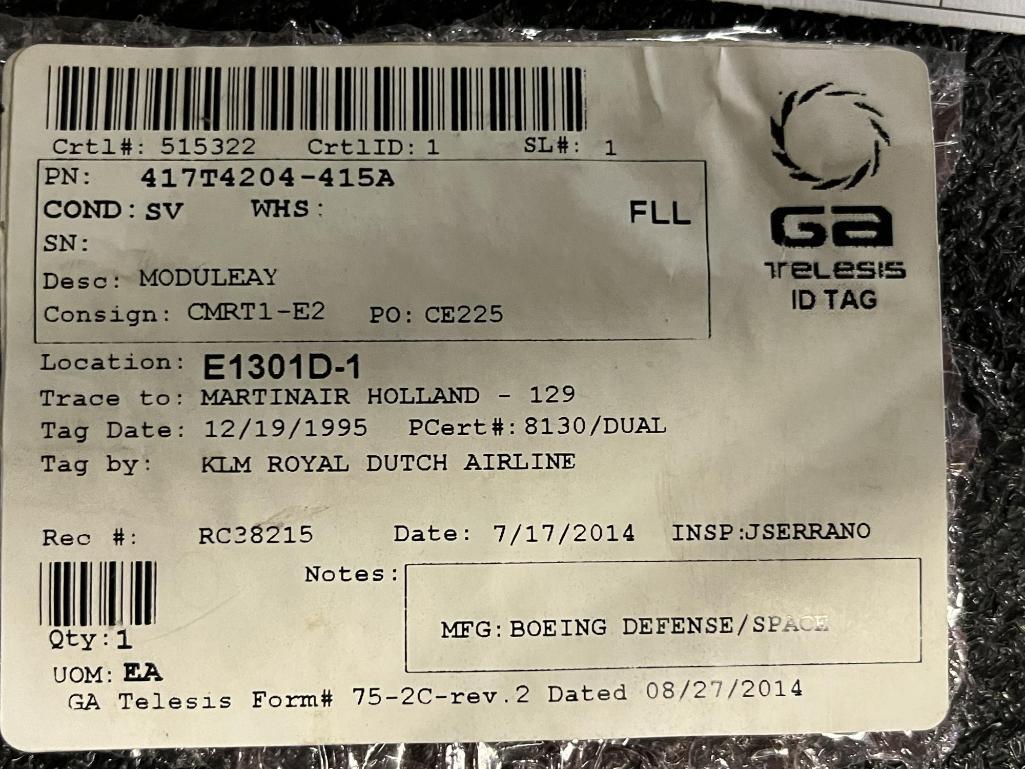 Crtl#: 515322 CrtlID: 1 SL#: 1
PN: 417T4204-415A
COND: SV WHS: FLL
SN:
Desc: MODULEAY
Consign: CMRT1-E2 PO: CE225
GA
TELESIS
ID TAG
Location: E1301D-1
Trace to: MARTINAIR HOLLAND - 129
Tag Date: 12/19/1995 PCert#: 8130/DUAL
Tag by: KLM ROYAL DUTCH AIRLINE
Rec #: RC38215 Date: 7/17/2014 INSP:JSERRANO
Notes:
MFG: BOEING DEFENSE/SPACE
Qty: 1
UOM: EA
GA Telesis Form# 75-2C-rev.2 Dated 08/27/2014